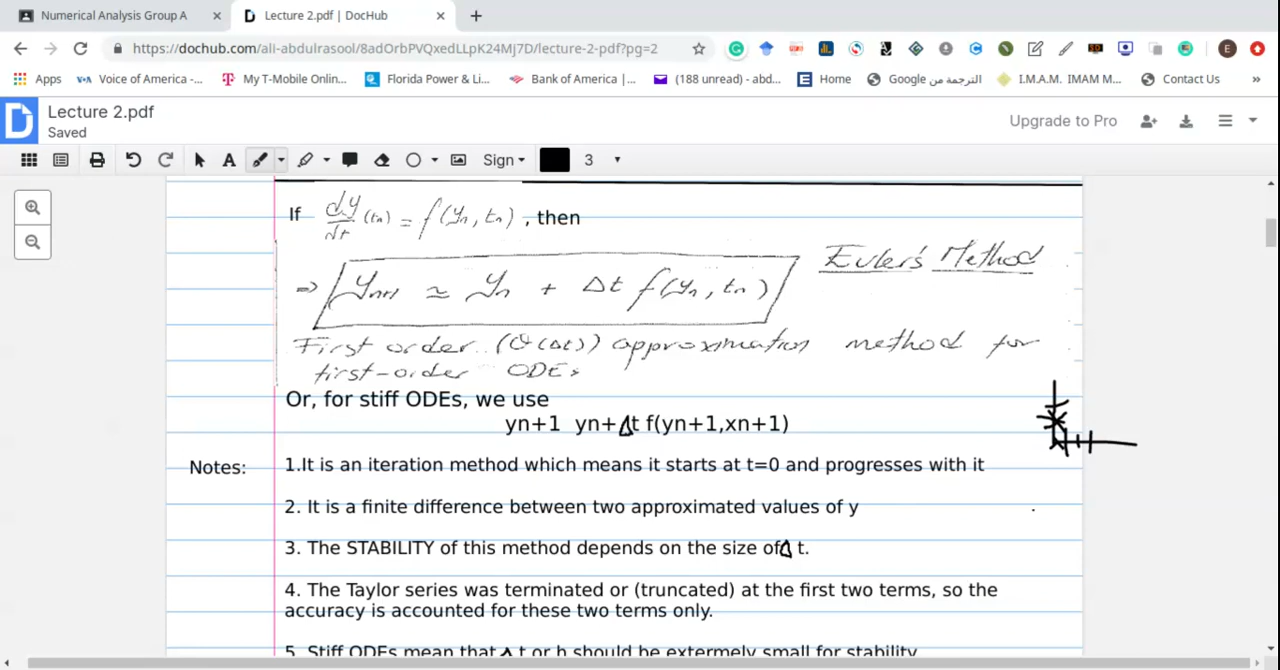 Numerical Analysis Group A
Lecture 2.pdf | DocHub
https://dochub.com/ali-abdulrasool/8adOrbPVQxedLLpK24Mj7D/lecture-2-pdf?pg=2
Apps Voice of America -... My T-Mobile Onlin... Florida Power & Li... Bank of America |... (188 unread) - abd... Home الترجمة من Google I.M.A.M. IMAM M... Contact Us »
Lecture 2.pdf
Saved
Upgrade to Pro
A Sign 3
If dy/dt (tn) = f(yn, tn), then
⇒ yn+1 ≃ yn + Δt f(yn, tn) Euler's Method
First order (O(Δt)) approximation method for
first-order ODEs
Or, for stiff ODEs, we use
yn+1 yn+Δt f(yn+1,xn+1)
Notes: 1.It is an iteration method which means it starts at t=0 and progresses with it
2. It is a finite difference between two approximated values of y
3. The STABILITY of this method depends on the size ofΔ t.
4. The Taylor series was terminated or (truncated) at the first two terms, so the
accuracy is accounted for these two terms only.
5. Stiff ODEs mean that Δ t or h should be extermely small for stability